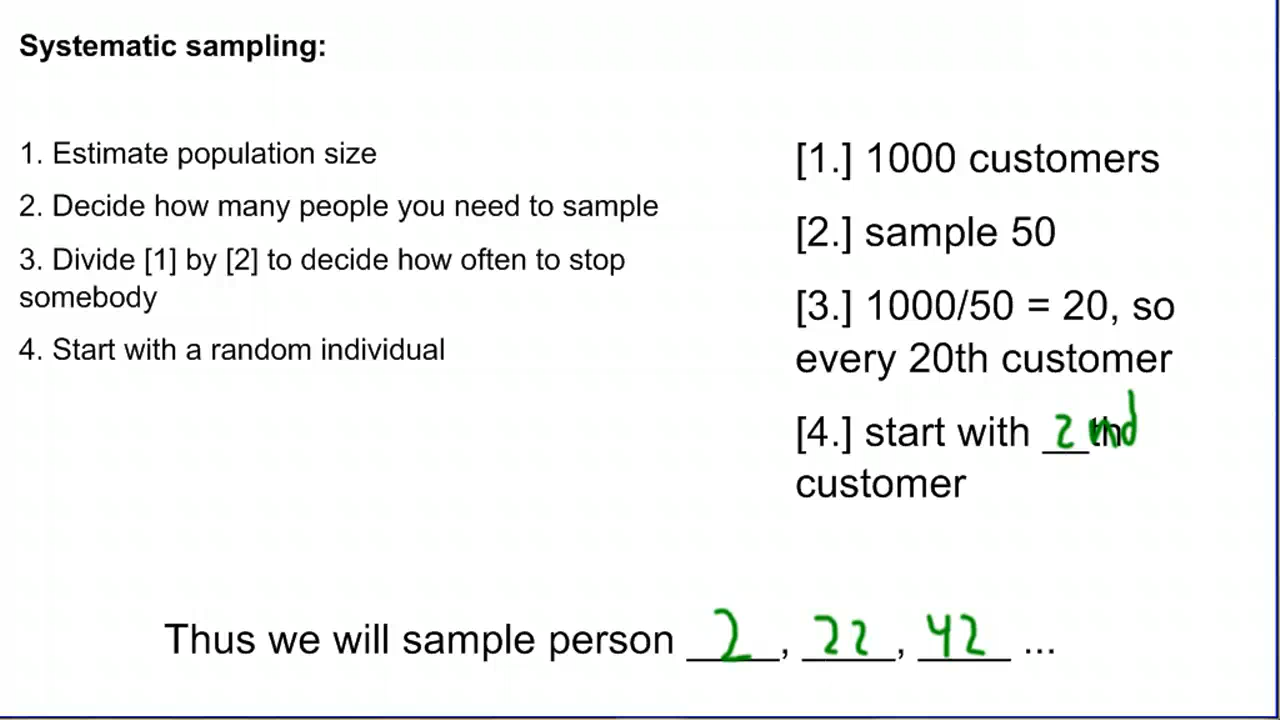 Systematic sampling:
1. Estimate population size
2. Decide how many people you need to sample
3. Divide [1] by [2] to decide how often to stop
somebody
4. Start with a random individual
[1.] 1000 customers
[2.] sample 50
[3.] 1000/50 = 20, so
every 20th customer
[4.] start with 2nd
customer
Thus we will sample person 2, 22, 42 ...